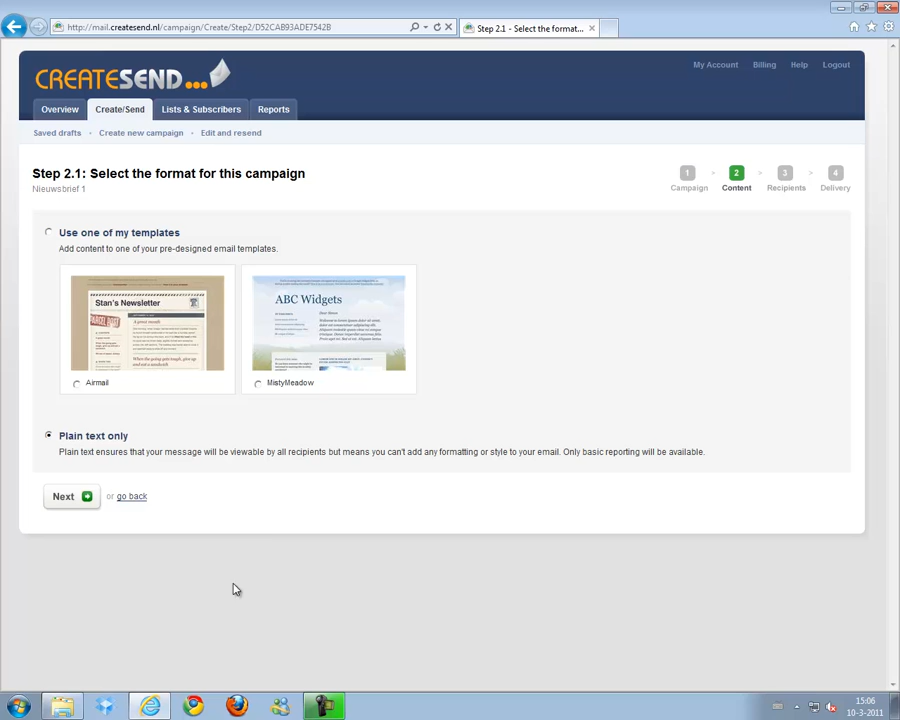 http://mail.createsend.nl/campaign/Create/Step2/D52CAB93ADE7542B
Step 2.1 - Select the format...
CREATESEND...
My Account Billing Help Logout
Overview Create/Send Lists & Subscribers Reports
Saved drafts • Create new campaign • Edit and resend
Step 2.1: Select the format for this campaign
Nieuwsbrief 1
1 > 2 > 3 > 4
Campaign Content Recipients Delivery
Use one of my templates
Add content to one of your pre-designed email templates.
Stan's Newsletter
ABC Widgets
Airmail
MistyMeadow
Plain text only
Plain text ensures that your message will be viewable by all recipients but means you can't add any formatting or style to your email. Only basic reporting will be available.
Next or go back
15:06
10-3-2011